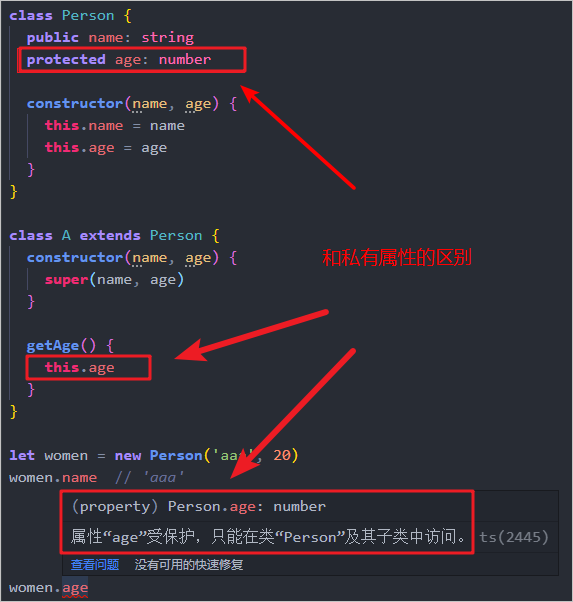 class Person {
public name: string
protected age: number
constructor(name, age) {
this.name = name
this.age = age
}
}
class A extends Person {
constructor(name, age) {
super(name, age)
}
和私有属性的区别
getAge() {
this.age
}
}
let women = new Person('aaa', 20)
women.name // 'aaa'
(property) Person.age: number
属性“age”受保护，只能在类“Person”及其子类中访问。 ts(2445)
查看问题 没有可用的快速修复
women.age